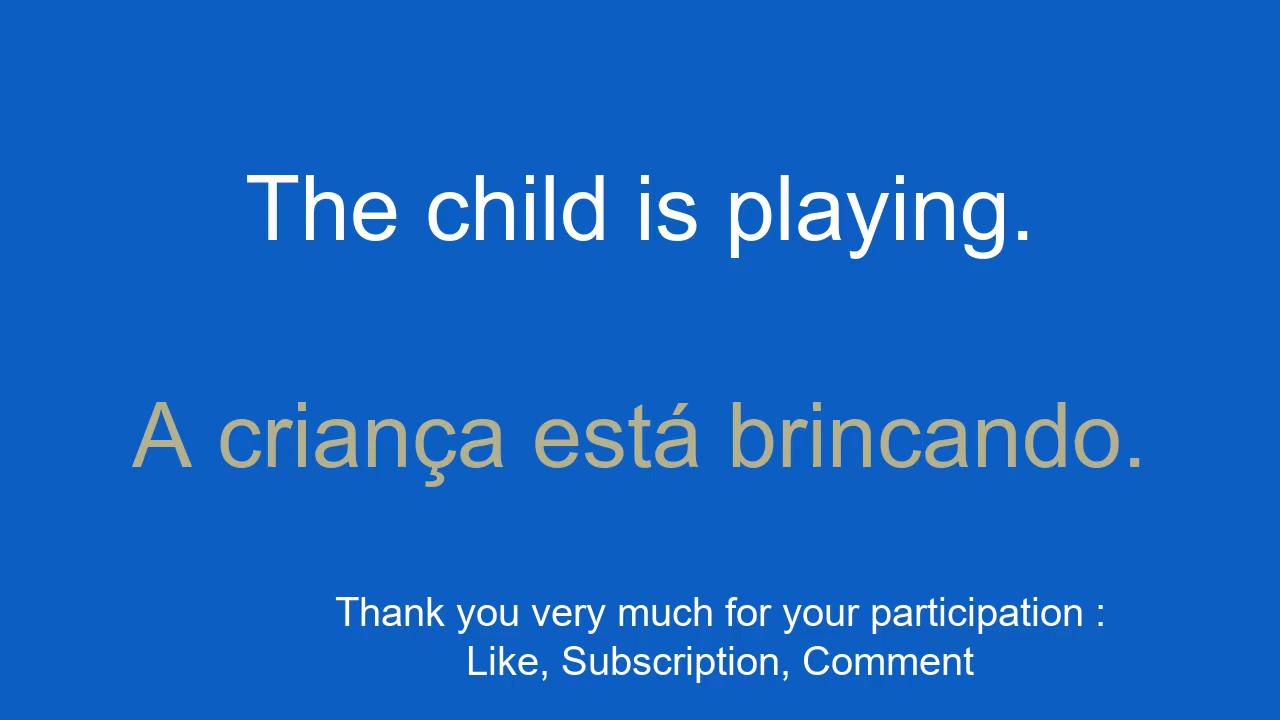 The child is playing.
A criança está brincando.
Thank you very much for your participation :
Like, Subscription, Comment